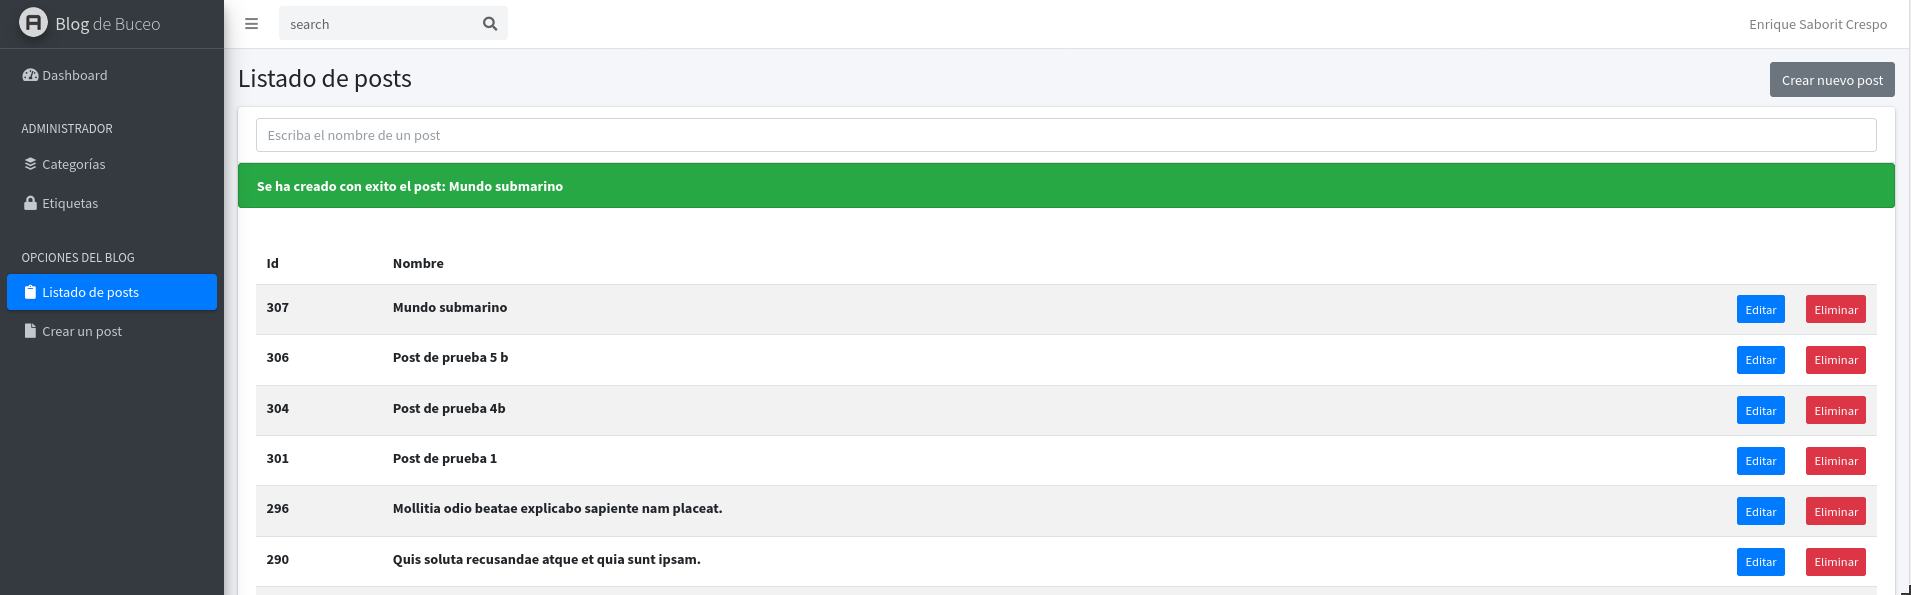 Blog de Buceo
search
Enrique Saborit Crespo
Dashboard
ADMINISTRADOR
Categorías
Etiquetas
OPCIONES DEL BLOG
Listado de posts
Crear un post
Listado de posts
Crear nuevo post
Escriba el nombre de un post
Se ha creado con exito el post: Mundo submarino
Id Nombre
307 Mundo submarino Editar Eliminar
306 Post de prueba 5 b Editar Eliminar
304 Post de prueba 4b Editar Eliminar
301 Post de prueba 1 Editar Eliminar
296 Mollitia odio beatae explicabo sapiente nam placeat. Editar Eliminar
290 Quis soluta recusandae atque et quia sunt ipsam. Editar Eliminar